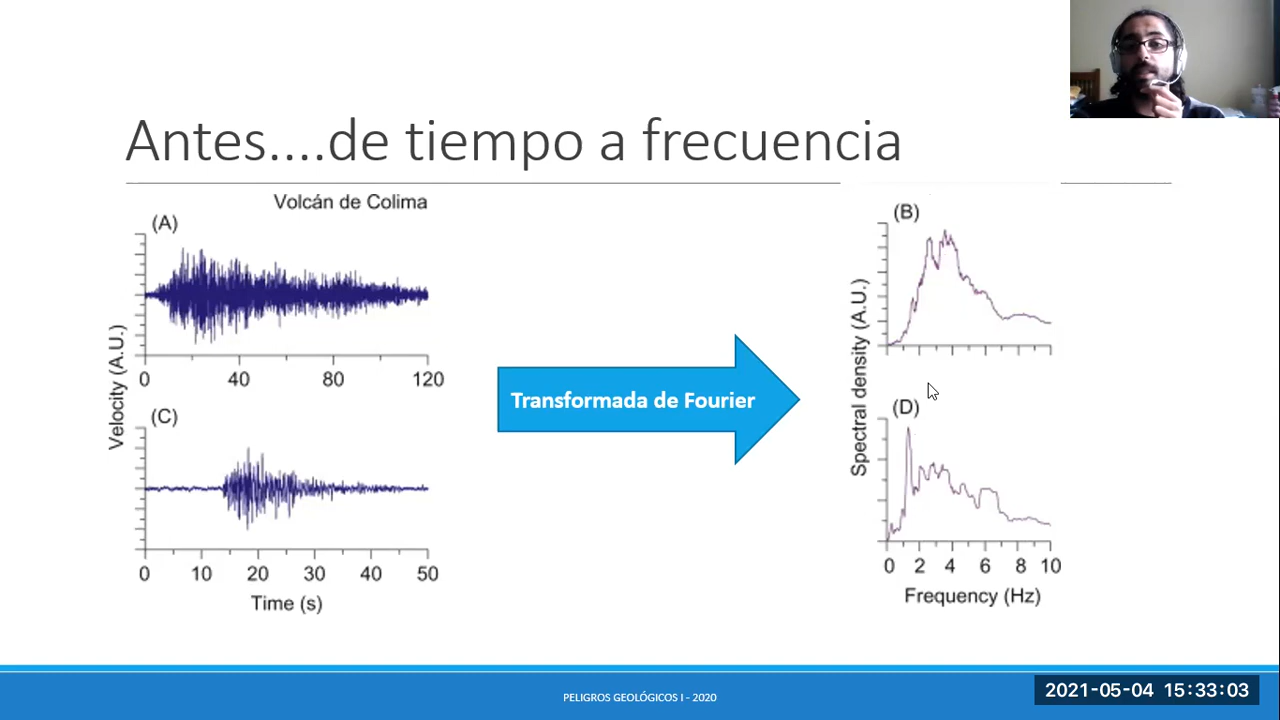 Antes....de tiempo a frecuencia
Volcán de Colima
(A)
Velocity (A.U.)
0 40 80 120
(C)
0 10 20 30 40 50
Time (s)
Transformada de Fourier
(B)
Spectral density (A.U.)
(D)
0 2 4 6 8 10
Frequency (Hz)
PELIGROS GEOLÓGICOS I - 2020
2021-05-04 15:33:03